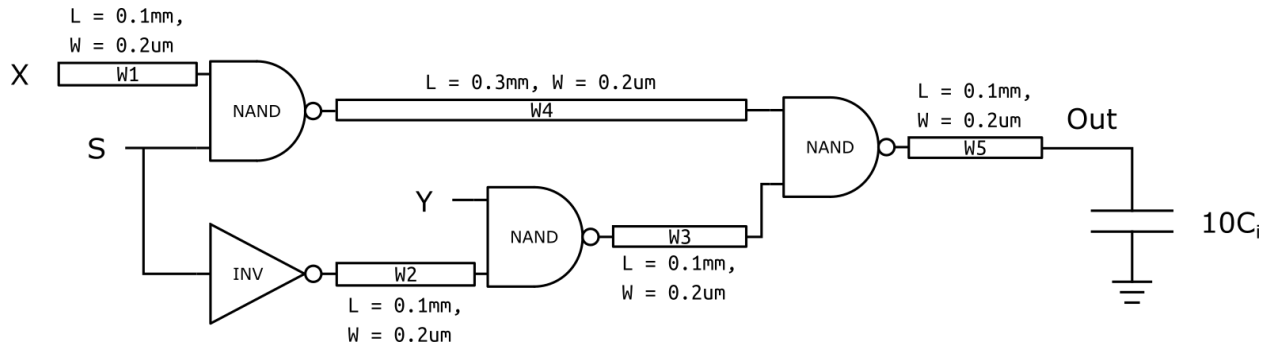 L = 0.1mm,
W = 0.2um
X
W1
NAND
L = 0.3mm, W = 0.2um
W4
NAND
L = 0.1mm,
W = 0.2um
W5
Out
S
Y
NAND
W3
L = 0.1mm,
W = 0.2um
10Cᵢ
INV
W2
L = 0.1mm,
W = 0.2um